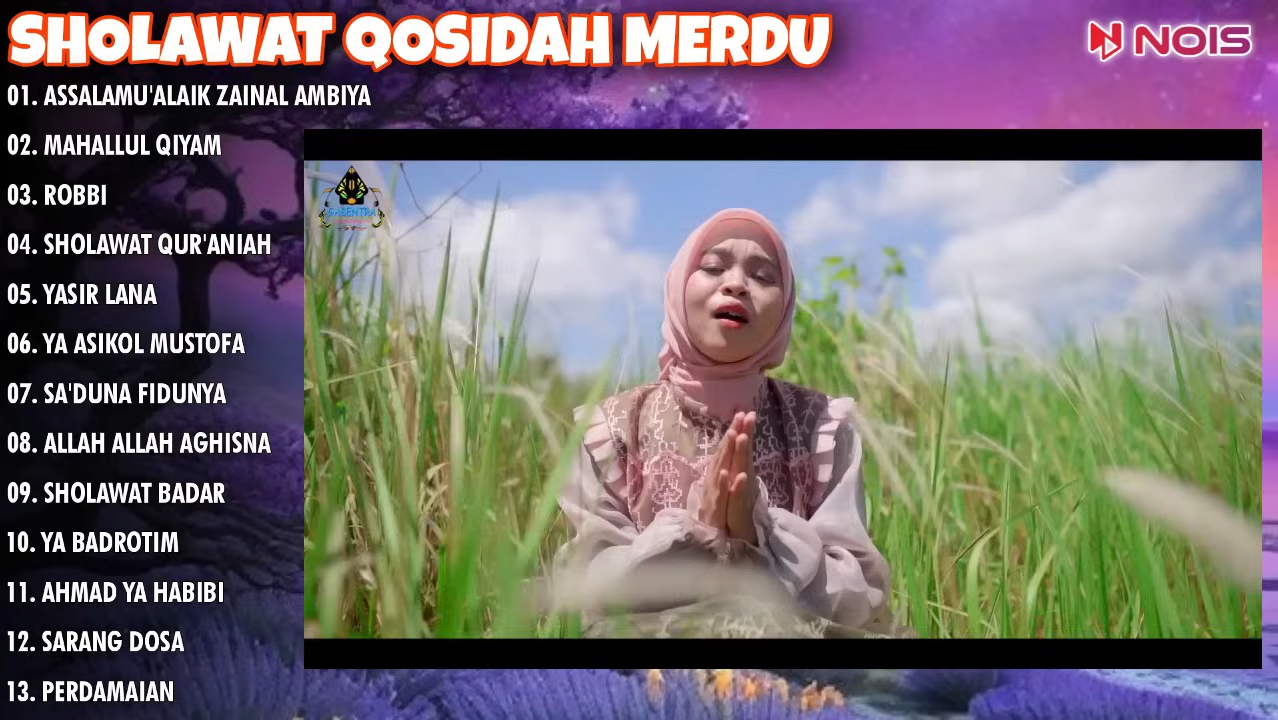 SHOLAWAT QOSIDAH MERDU
NOIS
01. ASSALAMU'ALAIK ZAINAL AMBIYA
02. MAHALLUL QIYAM
03. ROBBI
04. SHOLAWAT QUR'ANIAH
05. YASIR LANA
06. YA ASIKOL MUSTOFA
07. SA'DUNA FIDUNYA
08. ALLAH ALLAH AGHISNA
09. SHOLAWAT BADAR
10. YA BADROTIM
11. AHMAD YA HABIBI
12. SARANG DOSA
13. PERDAMAIAN